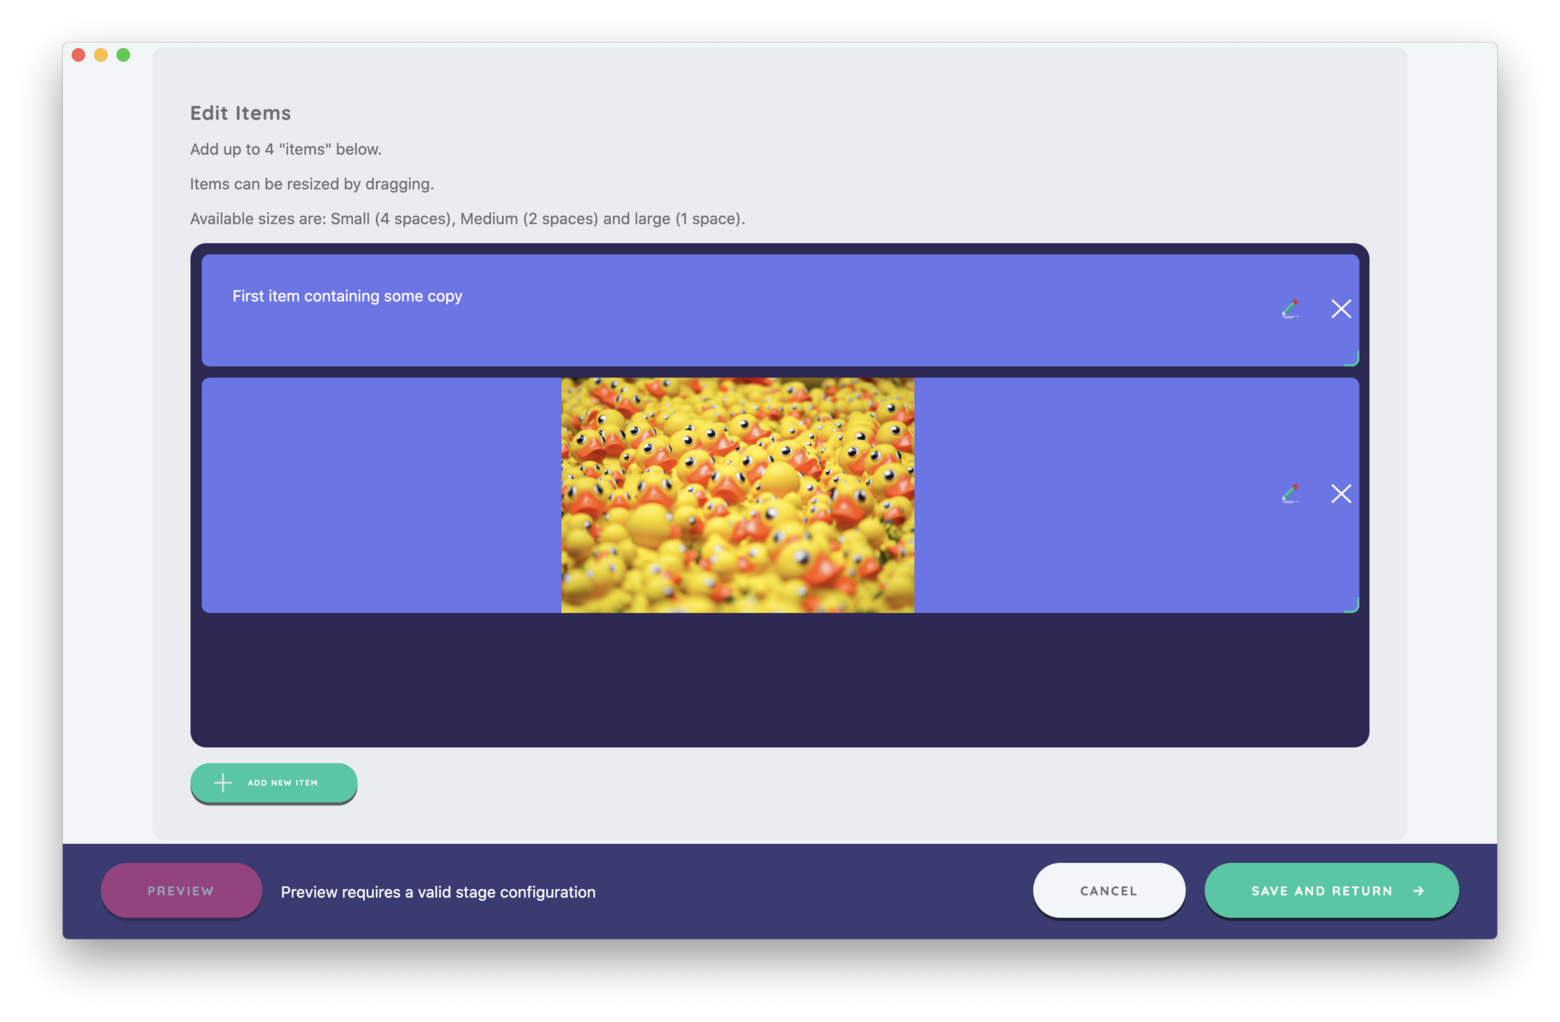 Edit Items
Add up to 4 "items" below.
Items can be resized by dragging.
Available sizes are: Small (4 spaces), Medium (2 spaces) and large (1 space).
First item containing some copy
ADD NEW ITEM
PREVIEW
Preview requires a valid stage configuration
CANCEL
SAVE AND RETURN